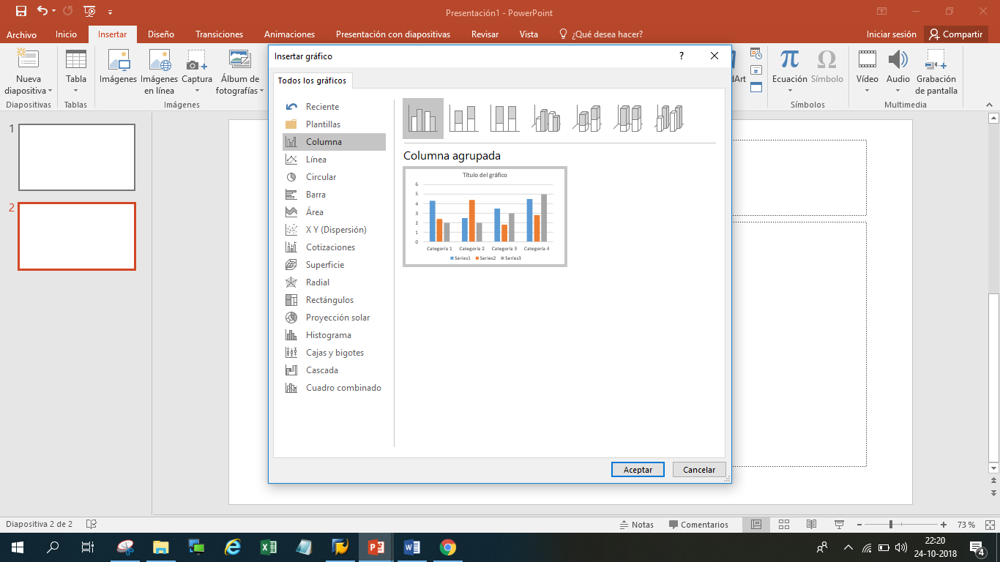 Presentación1 - PowerPoint
Archivo Inicio Insertar Diseño Transiciones Animaciones Presentación con diapositivas Revisar Vista ¿Qué desea hacer? Iniciar sesión Compartir
Nueva diapositiva
Tabla
Imágenes
Imágenes en línea
Captura
Álbum de fotografías
Ecuación
Símbolo
Vídeo
Audio
Grabación de pantalla
Diapositivas Tablas Imágenes Símbolos Multimedia
Insertar gráfico ?
Todos los gráficos
Reciente
Plantillas
Columna
Línea
Circular
Barra
Área
X Y (Dispersión)
Cotizaciones
Superficie
Radial
Rectángulos
Proyección solar
Histograma
Cajas y bigotes
Cascada
Cuadro combinado
Columna agrupada
Título del gráfico
6
5
4
3
2
1
0
Categoría 1 Categoría 2 Categoría 3 Categoría 4
Series1 Series2 Series3
Aceptar Cancelar
1
2
Diapositiva 2 de 2 Notas Comentarios 73 %
22:20
24-10-2018
4